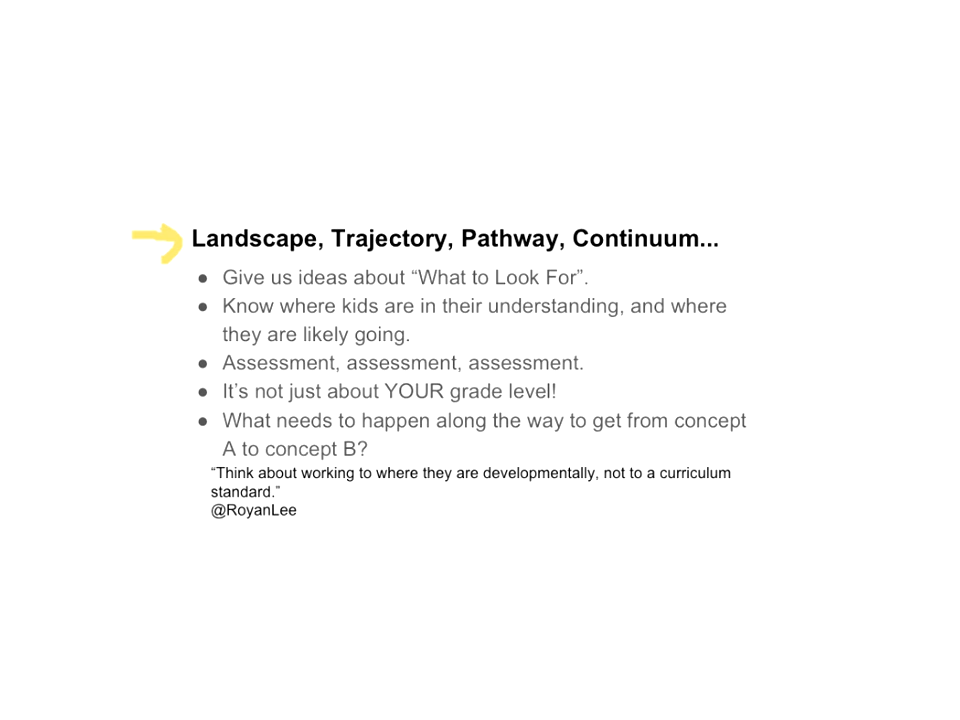 Landscape, Trajectory, Pathway, Continuum...
● Give us ideas about “What to Look For”.
● Know where kids are in their understanding, and where
they are likely going.
● Assessment, assessment, assessment.
● It’s not just about YOUR grade level!
● What needs to happen along the way to get from concept
A to concept B?
“Think about working to where they are developmentally, not to a curriculum
standard.”
@RoyanLee